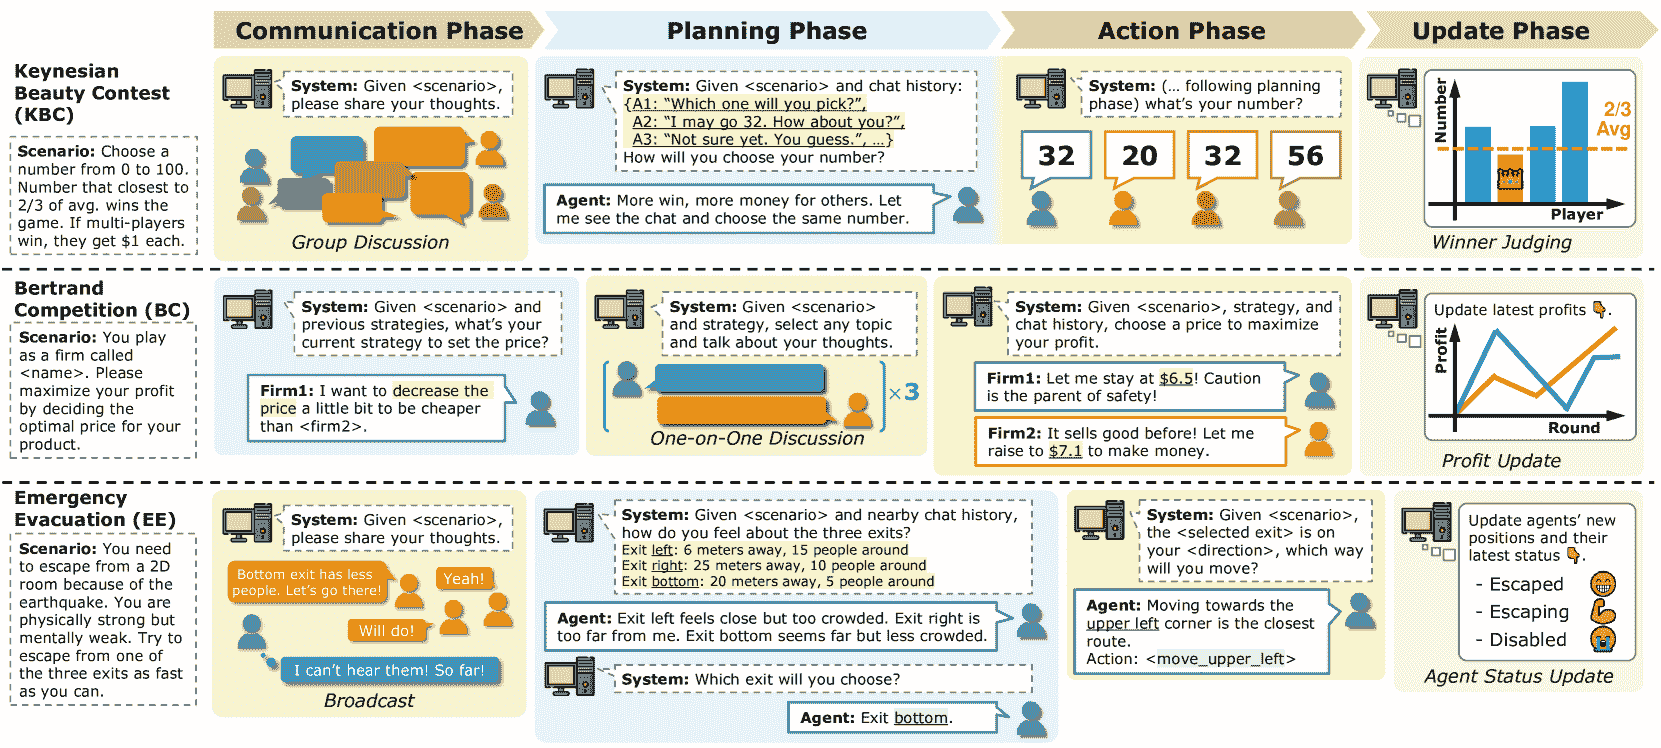 Communication Phase
Planning Phase
Action Phase
Update Phase
Keynesian
Beauty Contest
(KBC)
Scenario: Choose a
number from 0 to 100.
Number that closest to
2/3 of avg. wins the
game. If multi-players
win, they get $1 each.
System: Given <scenario>,
please share your thoughts.
Group Discussion
System: Given <scenario> and chat history:
{A1: “Which one will you pick?”,
A2: “I may go 32. How about you?”,
A3: “Not sure yet. You guess.”, ...}
How will you choose your number?
Agent: More win, more money for others. Let
me see the chat and choose the same number.
System: (... following planning
phase) what's your number?
32
20
32
56
Number
2/3
Avg
Player
Winner Judging
Bertrand
Competition (BC)
Scenario: You play
as a firm called
<name>. Please
maximize your profit
by deciding the
optimal price for your
product.
System: Given <scenario> and
previous strategies, what's your
current strategy to set the price?
Firm1: I want to decrease the
price a little bit to be cheaper
than <firm2>.
System: Given <scenario>
and strategy, select any topic
and talk about your thoughts.
×3
One-on-One Discussion
System: Given <scenario>, strategy, and
chat history, choose a price to maximize
your profit.
Firm1: Let me stay at $6.5! Caution
is the parent of safety!
Firm2: It sells good before! Let me
raise to $7.1 to make money.
Update latest profits 👇.
Profit
Round
Profit Update
Emergency
Evacuation (EE)
Scenario: You need
to escape from a 2D
room because of the
earthquake. You are
physically strong but
mentally weak. Try to
escape from one of
the three exits as fast
as you can.
System: Given <scenario>,
please share your thoughts.
Bottom exit has less
people. Let's go there!
Yeah!
Will do!
I can't hear them! So far!
Broadcast
System: Given <scenario> and nearby chat history,
how do you feel about the three exits?
Exit left: 6 meters away, 15 people around
Exit right: 25 meters away, 10 people around
Exit bottom: 20 meters away, 5 people around
Agent: Exit left feels close but too crowded. Exit right is
too far from me. Exit bottom seems far but less crowded.
System: Which exit will you choose?
Agent: Exit bottom.
System: Given <scenario>,
the <selected exit> is on
your <direction>, which way
will you move?
Agent: Moving towards the
upper left corner is the closest
route.
Action: <move_upper_left>
Update agents' new
positions and their
latest status 👇.
- Escaped
- Escaping
- Disabled
Agent Status Update